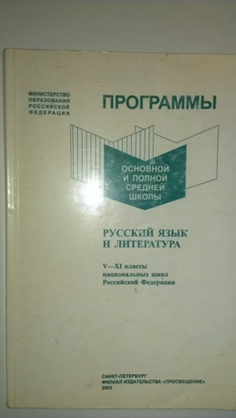 МИНИСТЕРСТВО
ОБРАЗОВАНИЯ
РОССИЙСКОЙ
ФЕДЕРАЦИИ
ПРОГРАММЫ
ОСНОВНОЙ
И ПОЛНОЙ
СРЕДНЕЙ
ШКОЛЫ
РУССКИЙ ЯЗЫК
И ЛИТЕРАТУРА
V—XI классы
национальных школ
Российской Федерации
САНКТ-ПЕТЕРБУРГ
ФИЛИАЛ ИЗДАТЕЛЬСТВА «ПРОСВЕЩЕНИЕ»
2003